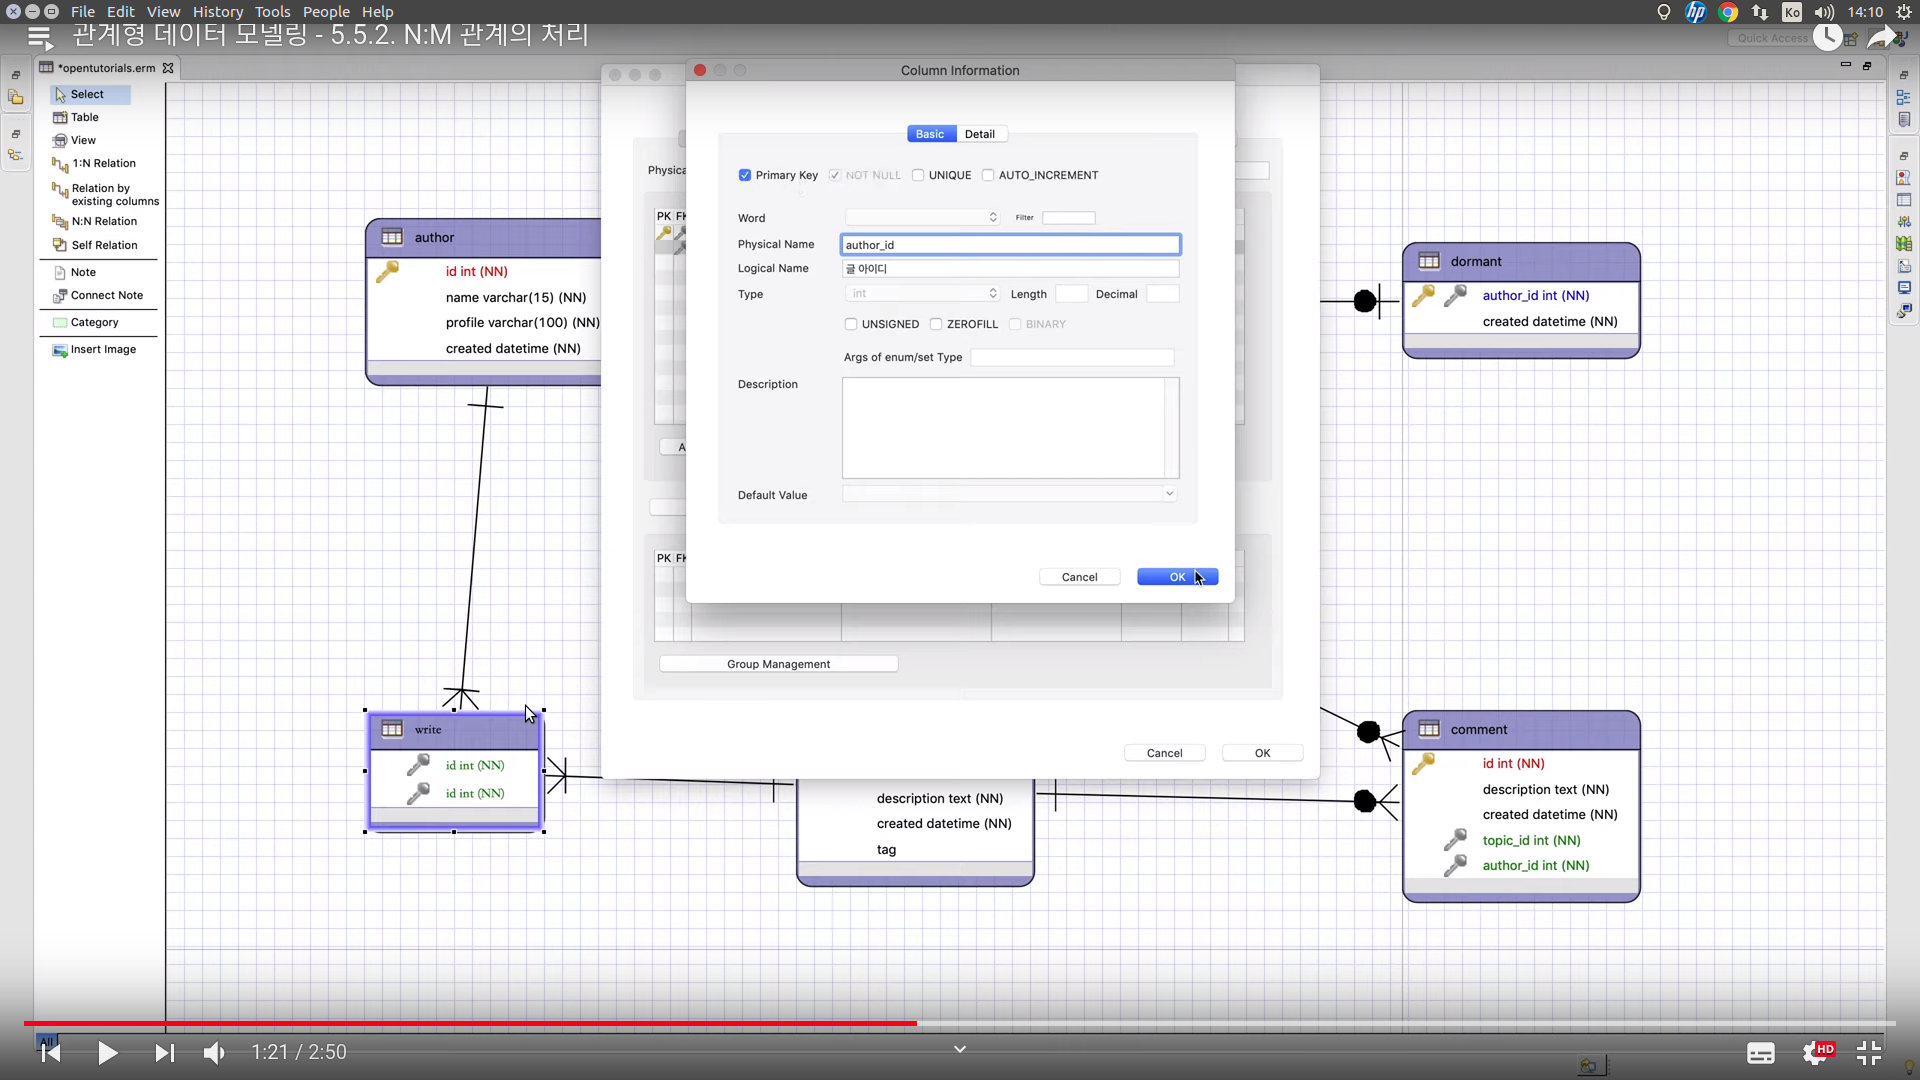 File Edit View History Tools People Help
Ko
14:10
관계형 데이터 모델링 - 5.5.2. N:M 관계의 처리
Quick Access
*opentutorials.erm
Select
Table
View
1:N Relation
Relation by
existing columns
N:N Relation
Self Relation
Note
Connect Note
Category
Insert Image
author
id int (NN)
name varchar(15) (NN)
profile varchar(100) (NN)
created datetime (NN)
write
id int (NN)
id int (NN)
Column Information
Basic Detail
Primary Key NOT NULL UNIQUE AUTO_INCREMENT
Word
Filter
Physical Name
author_id
Logical Name
글 아이디
Type
int
Length
Decimal
UNSIGNED ZEROFILL BINARY
Args of enum/set Type
Description
Default Value
Cancel
OK
PK
PK
Group Management
Cancel
OK
description text (NN)
created datetime (NN)
tag
dormant
author_id int (NN)
created datetime (NN)
comment
id int (NN)
description text (NN)
created datetime (NN)
topic_id int (NN)
author_id int (NN)
All
1:21 / 2:50
HD